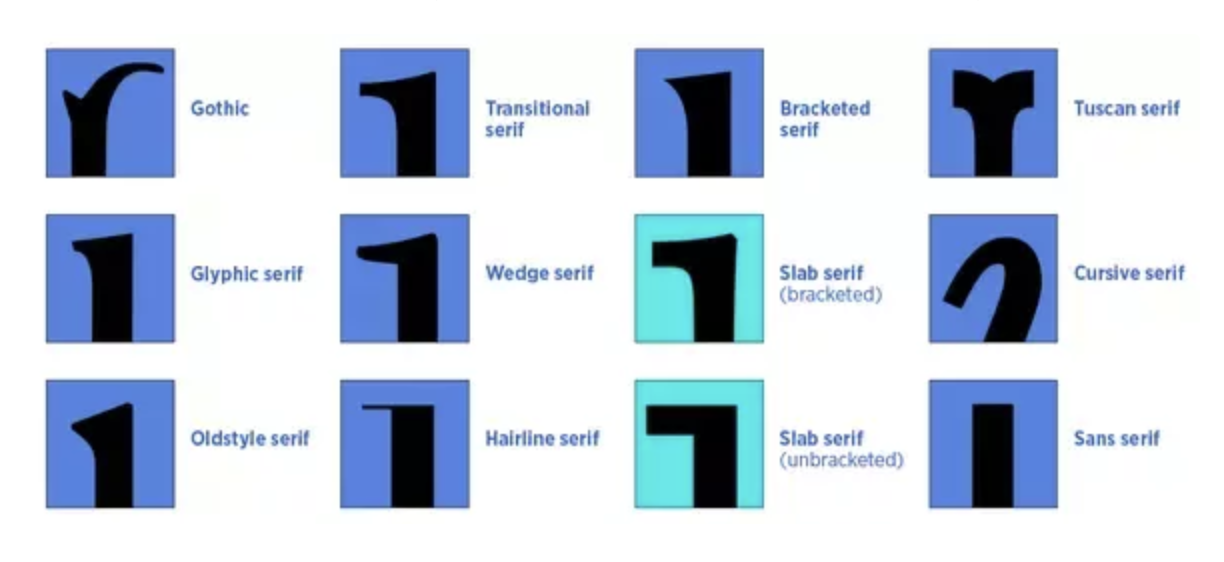 Gothic
Transitional
serif
Bracketed
serif
Tuscan serif
Glyphic serif
Wedge serif
Slab serif
(bracketed)
Cursive serif
Oldstyle serif
Hairline serif
Slab serif
(unbracketed)
Sans serif